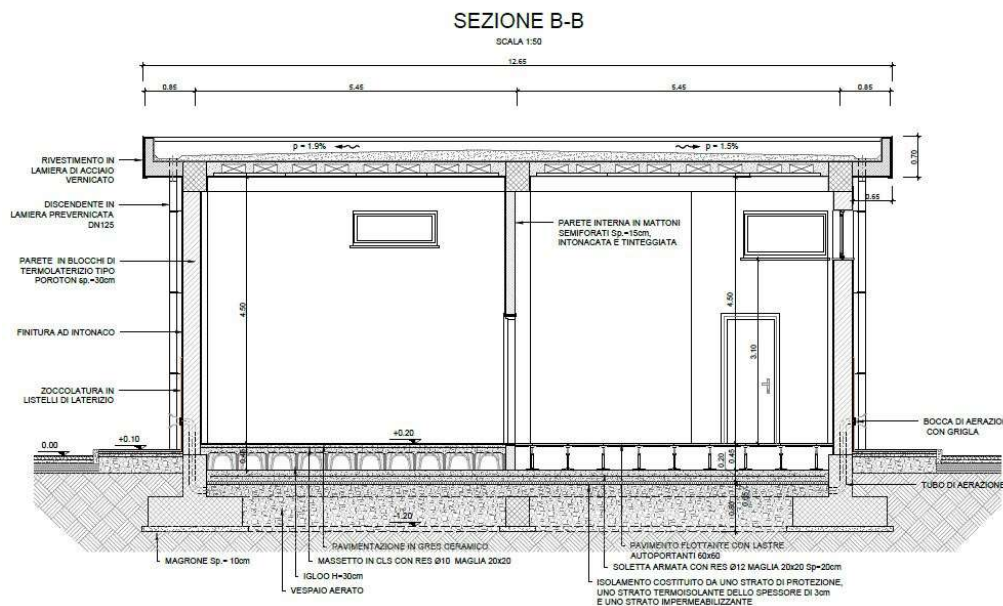 SEZIONE B-B
SCALA 1:50
12.65
0.85
5.45
5.45
0.85
p = 1.9%
p = 1.5%
0.70
0.65
RIVESTIMENTO IN
LAMIERA DI ACCIAIO
VERNICATO
DISCENDENTE IN
LAMIERA PREVERNICATA
DN125
PARETE IN BLOCCHI DI
TERMOLATERIZIO TIPO
POROTON sp.=30cm
FINITURA AD INTONACO
ZOCCOLATURA IN
LISTELLI DI LATERIZIO
PARETE INTERNA IN MATTONI
SEMIFORATI Sp.=15cm,
INTONACATA E TINTEGGIATA
4.50
4.50
3.10
BOCCA DI AERAZIO
CON GRIGLA
TUBO DI AERAZIONE
0.00
+0.10
+0.20
0.45
0.20
0.45
0.80
-1.20
MAGRONE Sp.= 10cm
PAVIMENTAZIONE IN GRES CERAMICO
MASSETTO IN CLS CON RES Ø10 MAGLIA 20x20
IGLOO H=30cm
VESPAIO AERATO
PAVIMENTO FLOTTANTE CON LASTRE
AUTOPORTANTI 60x60
SOLETTA ARMATA CON RES Ø12 MAGLIA 20x20 Sp=20cm
ISOLAMENTO COSTITUITO DA UNO STRATO DI PROTEZIONE,
UNO STRATO TERMOISOLANTE DELLO SPESSORE DI 3cm
E UNO STRATO IMPERMEABILIZZANTE